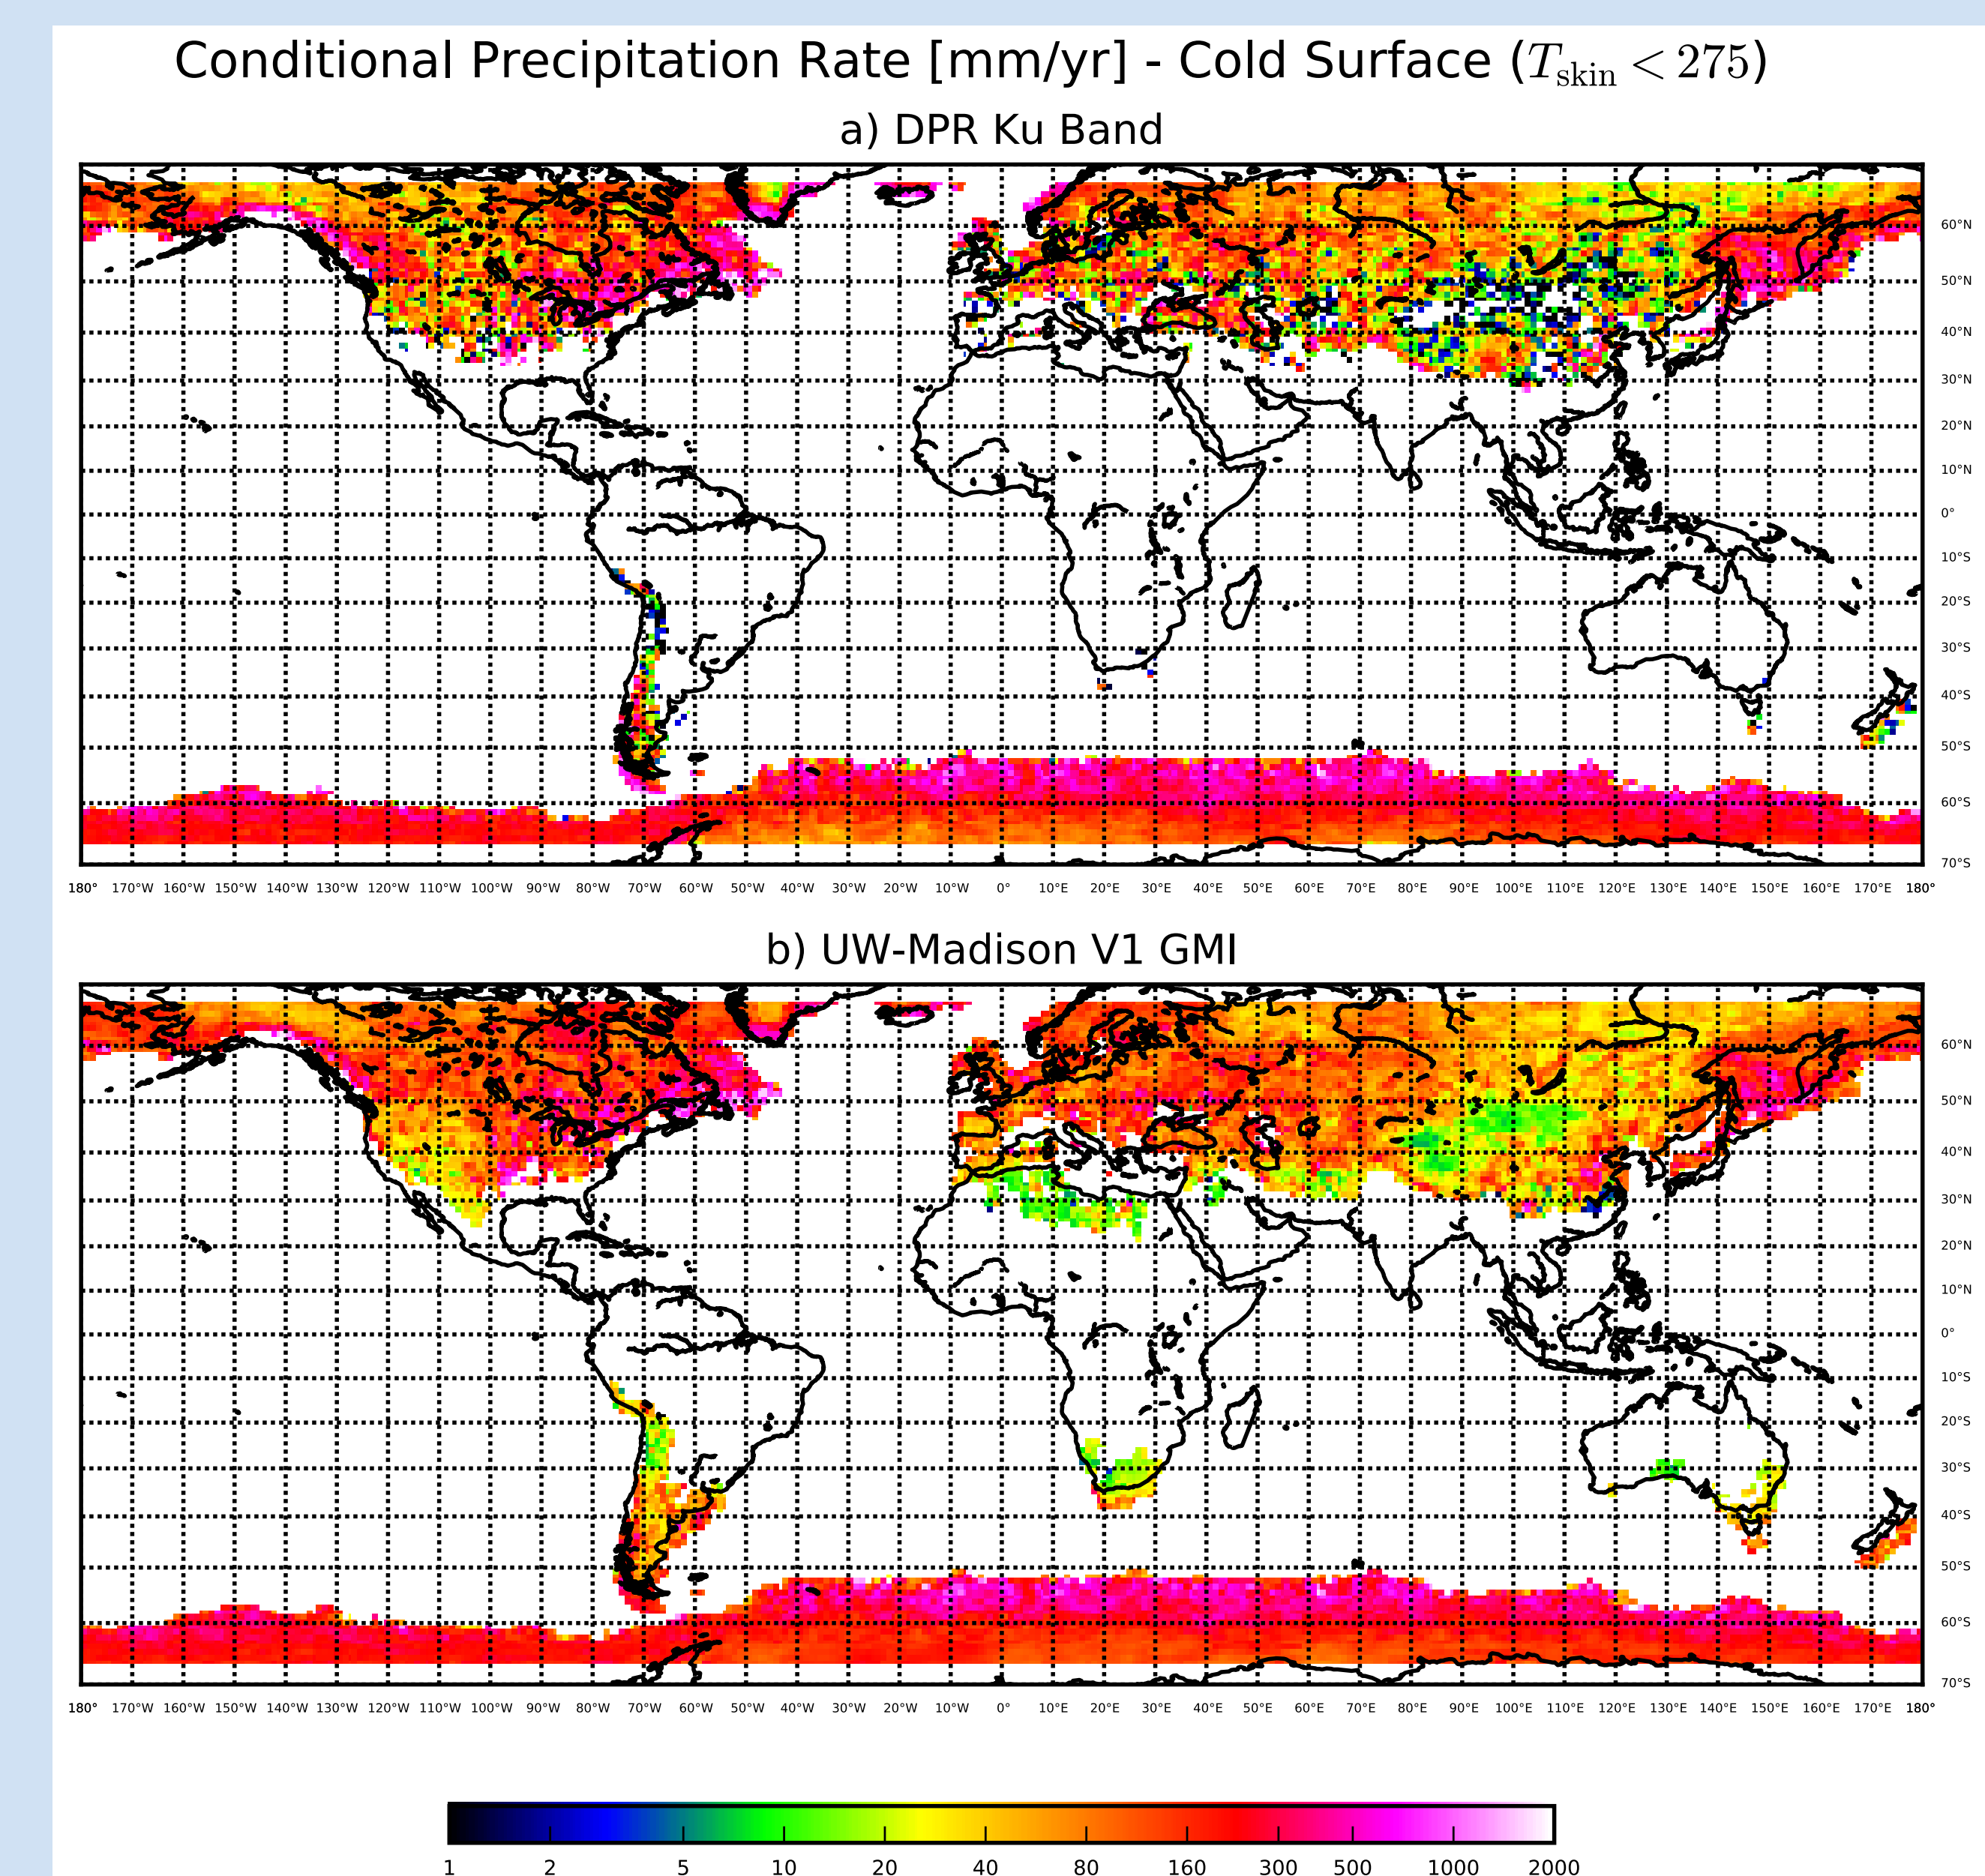 Conditional Precipitation Rate [mm/yr] - Cold Surface (T_skin < 275)
a) DPR Ku Band
60°N
50°N
40°N
30°N
20°N
10°N
0°
10°S
20°S
30°S
40°S
50°S
60°S
70°S
180° 170°W 160°W 150°W 140°W 130°W 120°W 110°W 100°W 90°W 80°W 70°W 60°W 50°W 40°W 30°W 20°W 10°W 0° 10°E 20°E 30°E 40°E 50°E 60°E 70°E 80°E 90°E 100°E 110°E 120°E 130°E 140°E 150°E 160°E 170°E 180°
b) UW-Madison V1 GMI
60°N
50°N
40°N
30°N
20°N
10°N
0°
10°S
20°S
30°S
40°S
50°S
60°S
70°S
180° 170°W 160°W 150°W 140°W 130°W 120°W 110°W 100°W 90°W 80°W 70°W 60°W 50°W 40°W 30°W 20°W 10°W 0° 10°E 20°E 30°E 40°E 50°E 60°E 70°E 80°E 90°E 100°E 110°E 120°E 130°E 140°E 150°E 160°E 170°E 180°
1 2 5 10 20 40 80 160 300 500 1000 2000